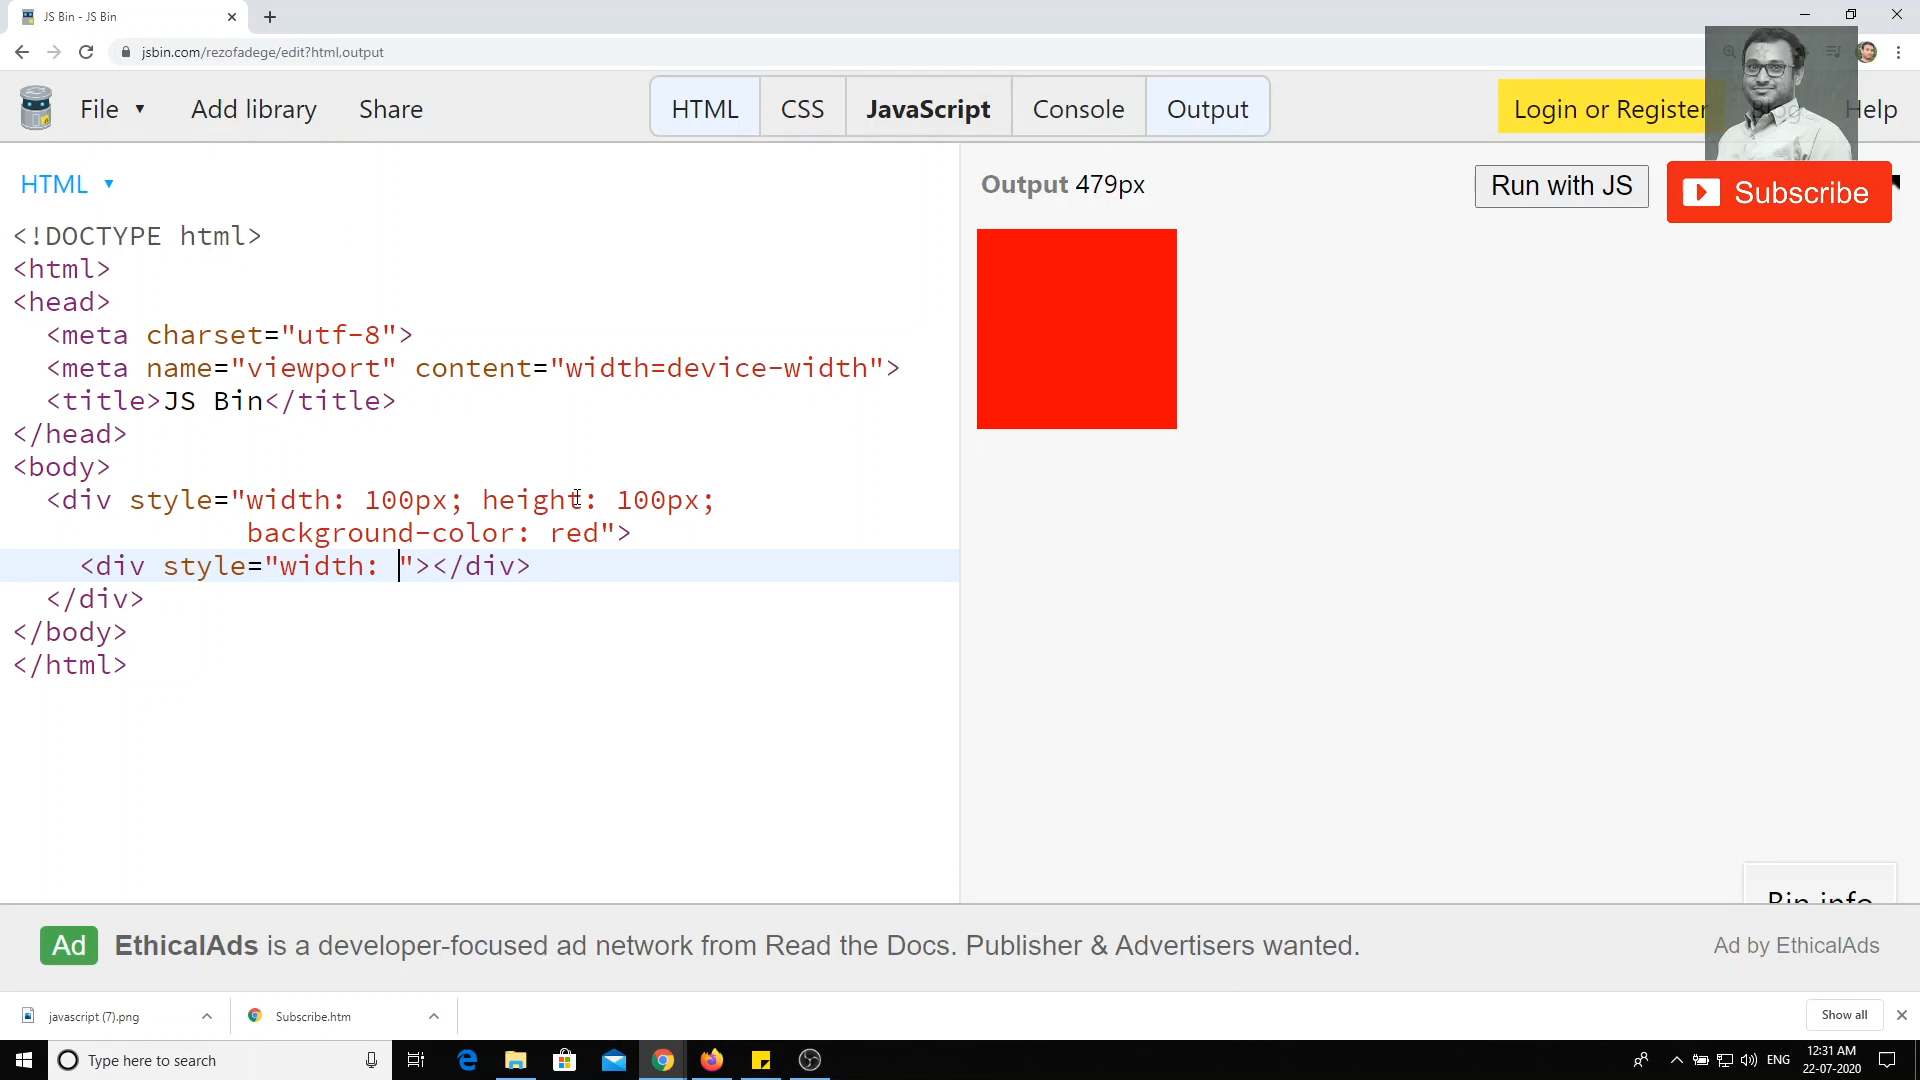 JS Bin - JS Bin
jsbin.com/rezofadege/edit?html,output
File Add library Share HTML CSS JavaScript Console Output Login or Register Blog Help
HTML
Output 479px
Run with JS
Subscribe
<!DOCTYPE html>
<html>
<head>
  <meta charset="utf-8">
  <meta name="viewport" content="width=device-width">
  <title>JS Bin</title>
</head>
<body>
  <div style="width: 100px; height: 100px;
              background-color: red">
    <div style="width: "></div>
  </div>
</body>
</html>
Bin info
Ad EthicalAds is a developer-focused ad network from Read the Docs. Publisher & Advertisers wanted. Ad by EthicalAds
javascript (7).png Subscribe.htm Show all
Type here to search
ENG
12:31 AM
22-07-2020